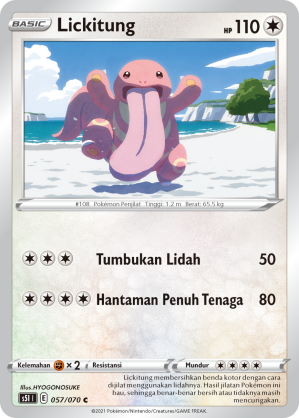 BASIC Lickitung HP 110
#108 Pokémon Penjilat Tinggi: 1.2 m Berat: 65.5 kg
Tumbukan Lidah 50
Hantaman Penuh Tenaga 80
Kelemahan × 2 Resistansi Mundur
Illus. HYOGONOSUKE
s5I I E 057/070 C
Lickitung membersihkan benda kotor dengan cara
dijilat menggunakan lidahnya. Hasil jilatan Pokémon ini
bau, sehingga benar-benar bersih atau tidaknya masih
diragukan.
©2021 Pokémon/Nintendo/Creatures/GAME FREAK